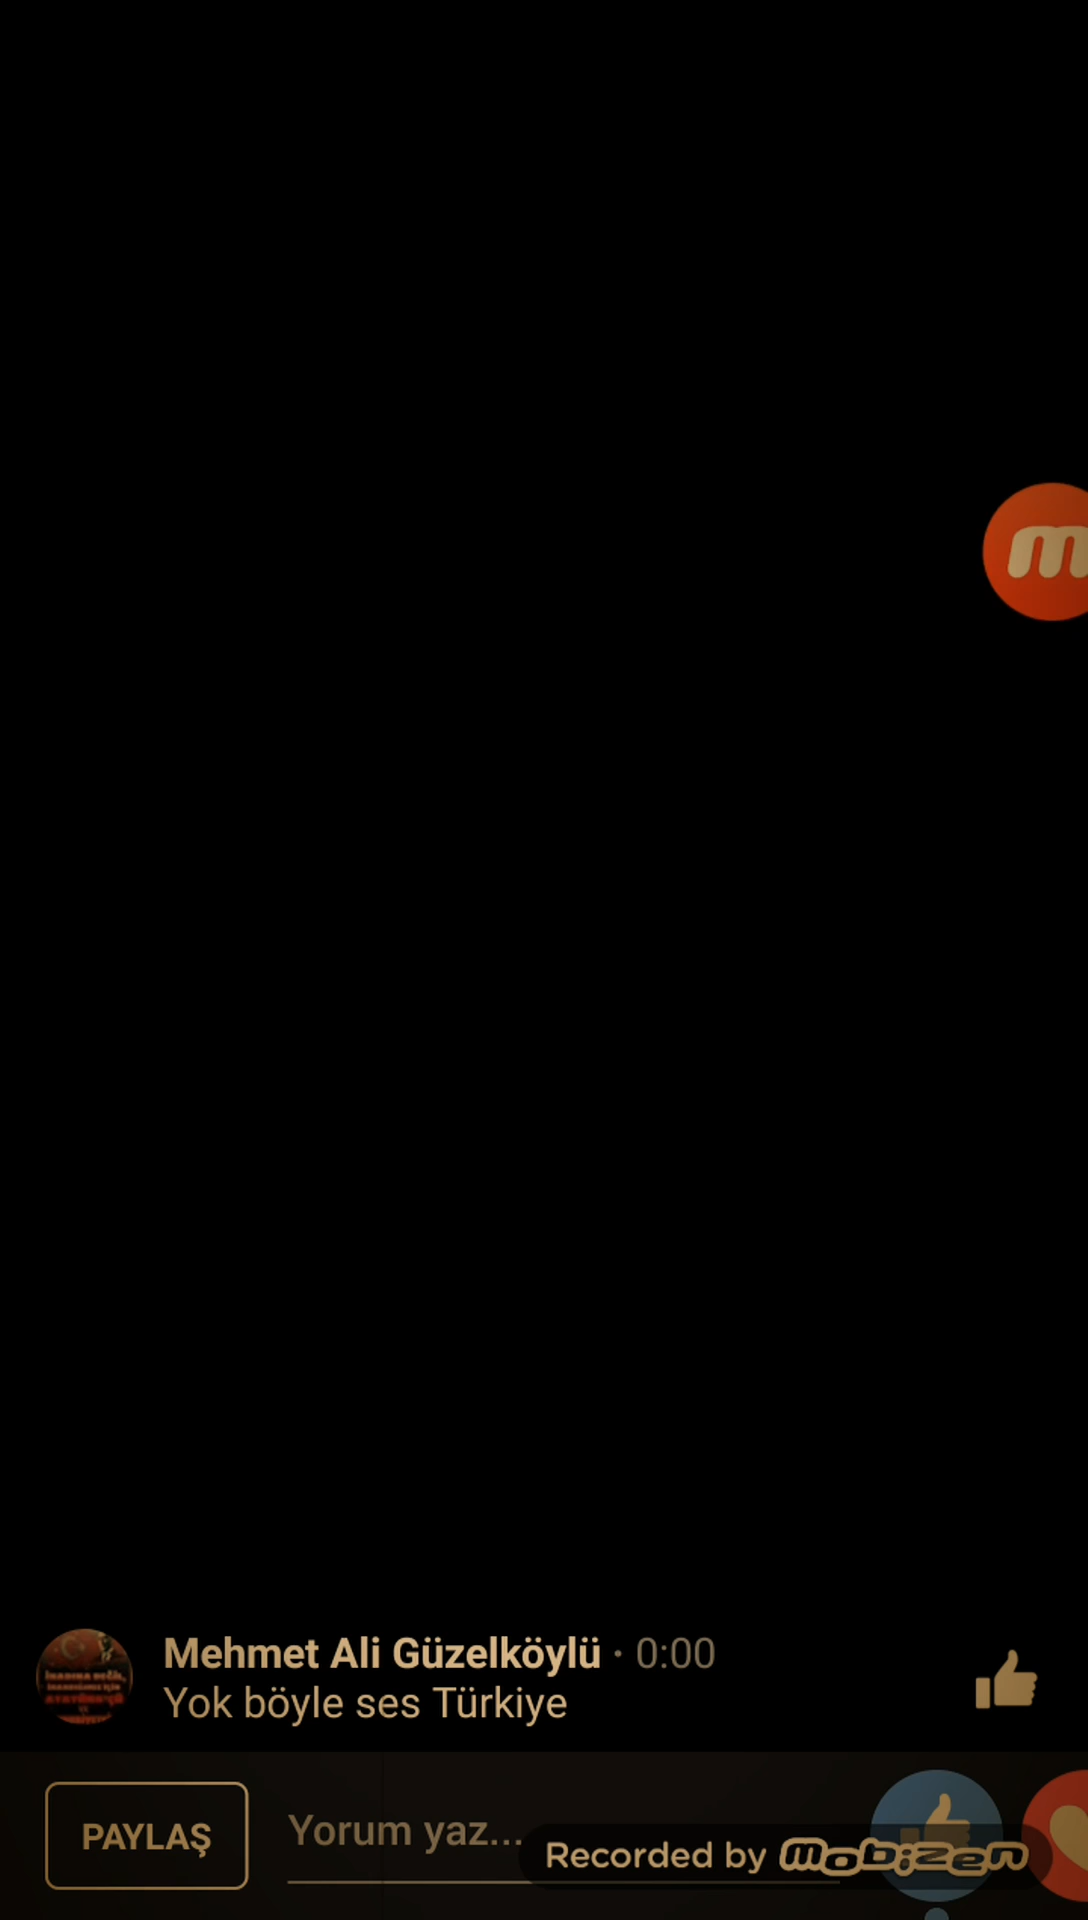 m
Mehmet Ali Güzelköylü · 0:00
Yok böyle ses Türkiye
PAYLAŞ
Yorum yaz...
Recorded by mobizen